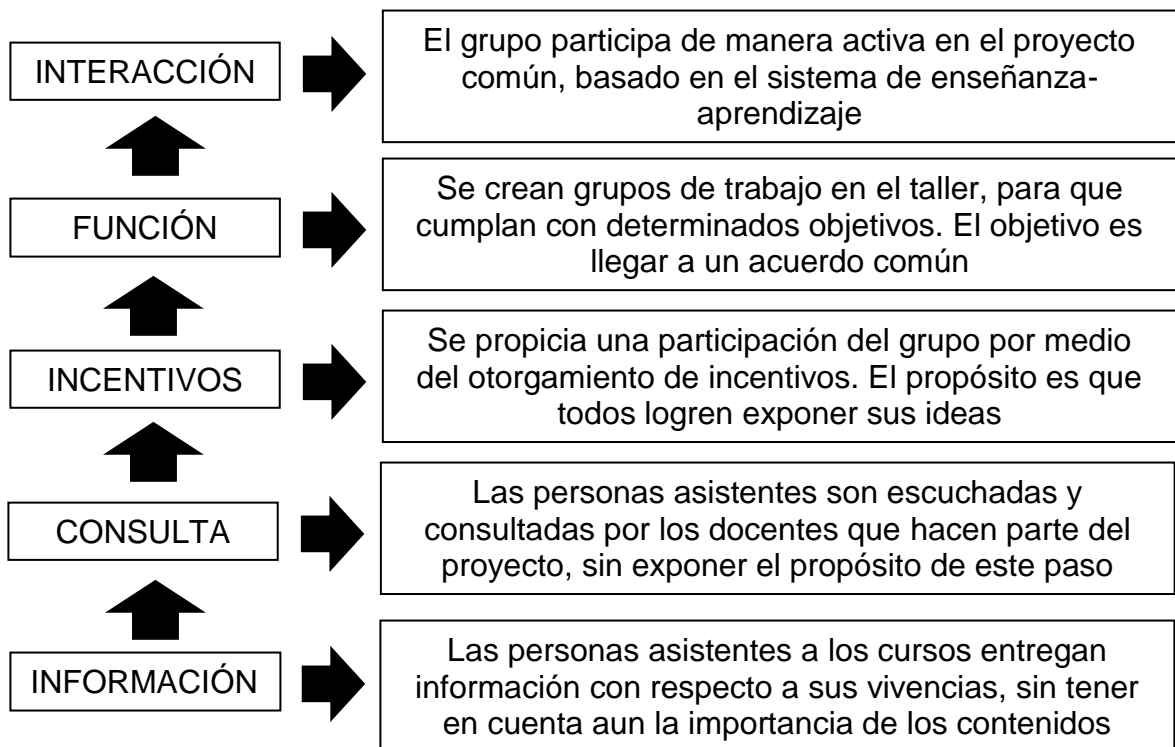 INTERACCIÓN
El grupo participa de manera activa en el proyecto
común, basado en el sistema de enseñanza-
aprendizaje
FUNCIÓN
Se crean grupos de trabajo en el taller, para que
cumplan con determinados objetivos. El objetivo es
llegar a un acuerdo común
INCENTIVOS
Se propicia una participación del grupo por medio
del otorgamiento de incentivos. El propósito es que
todos logren exponer sus ideas
CONSULTA
Las personas asistentes son escuchadas y
consultadas por los docentes que hacen parte del
proyecto, sin exponer el propósito de este paso
INFORMACIÓN
Las personas asistentes a los cursos entregan
información con respecto a sus vivencias, sin tener
en cuenta aun la importancia de los contenidos